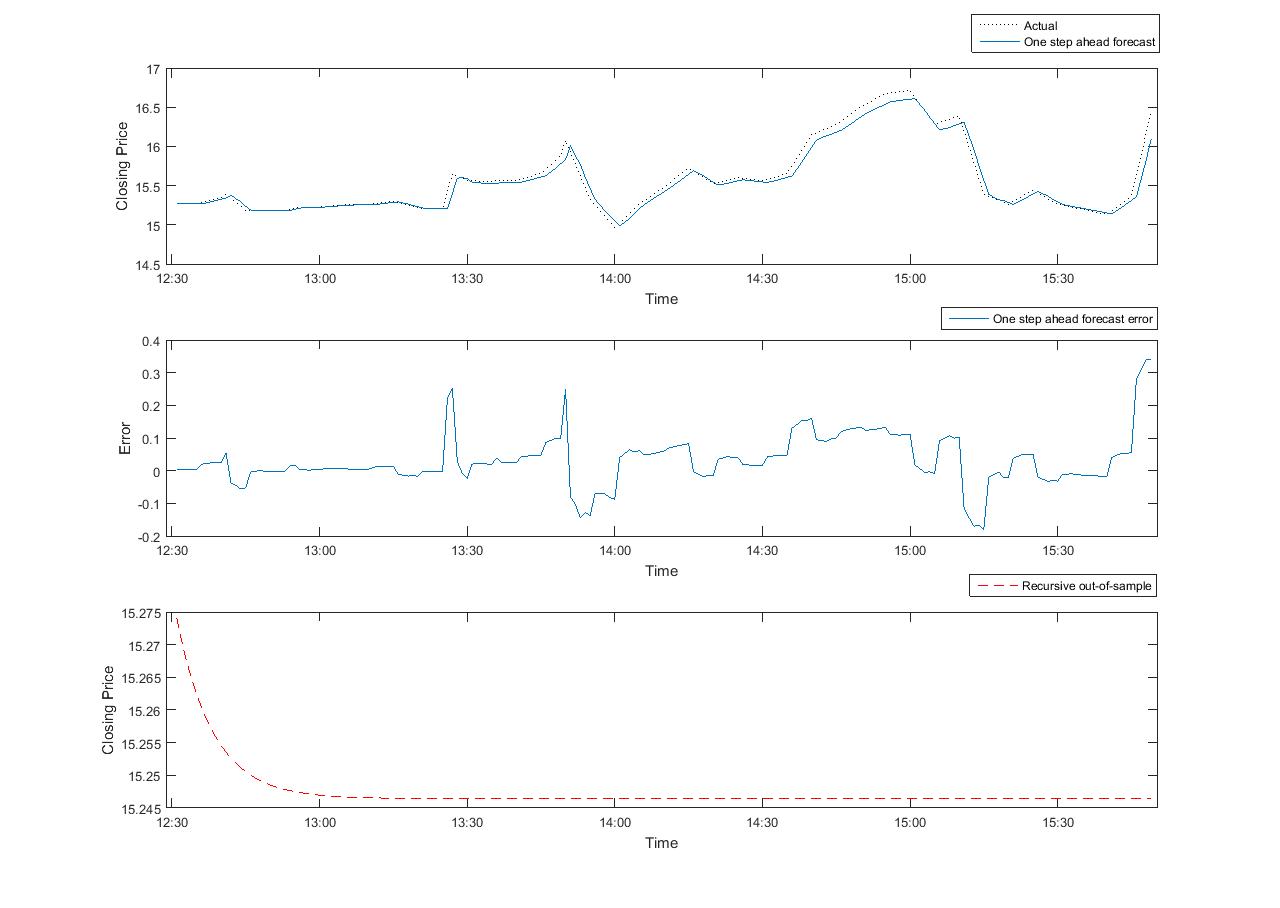 Actual
One step ahead forecast
17
16.5
16
15.5
15
14.5
Closing Price
12:30 13:00 13:30 14:00 14:30 15:00 15:30
Time
One step ahead forecast error
0.4
0.3
0.2
0.1
0
-0.1
-0.2
Error
12:30 13:00 13:30 14:00 14:30 15:00 15:30
Time
Recursive out-of-sample
15.275
15.27
15.265
15.26
15.255
15.25
15.245
Closing Price
12:30 13:00 13:30 14:00 14:30 15:00 15:30
Time